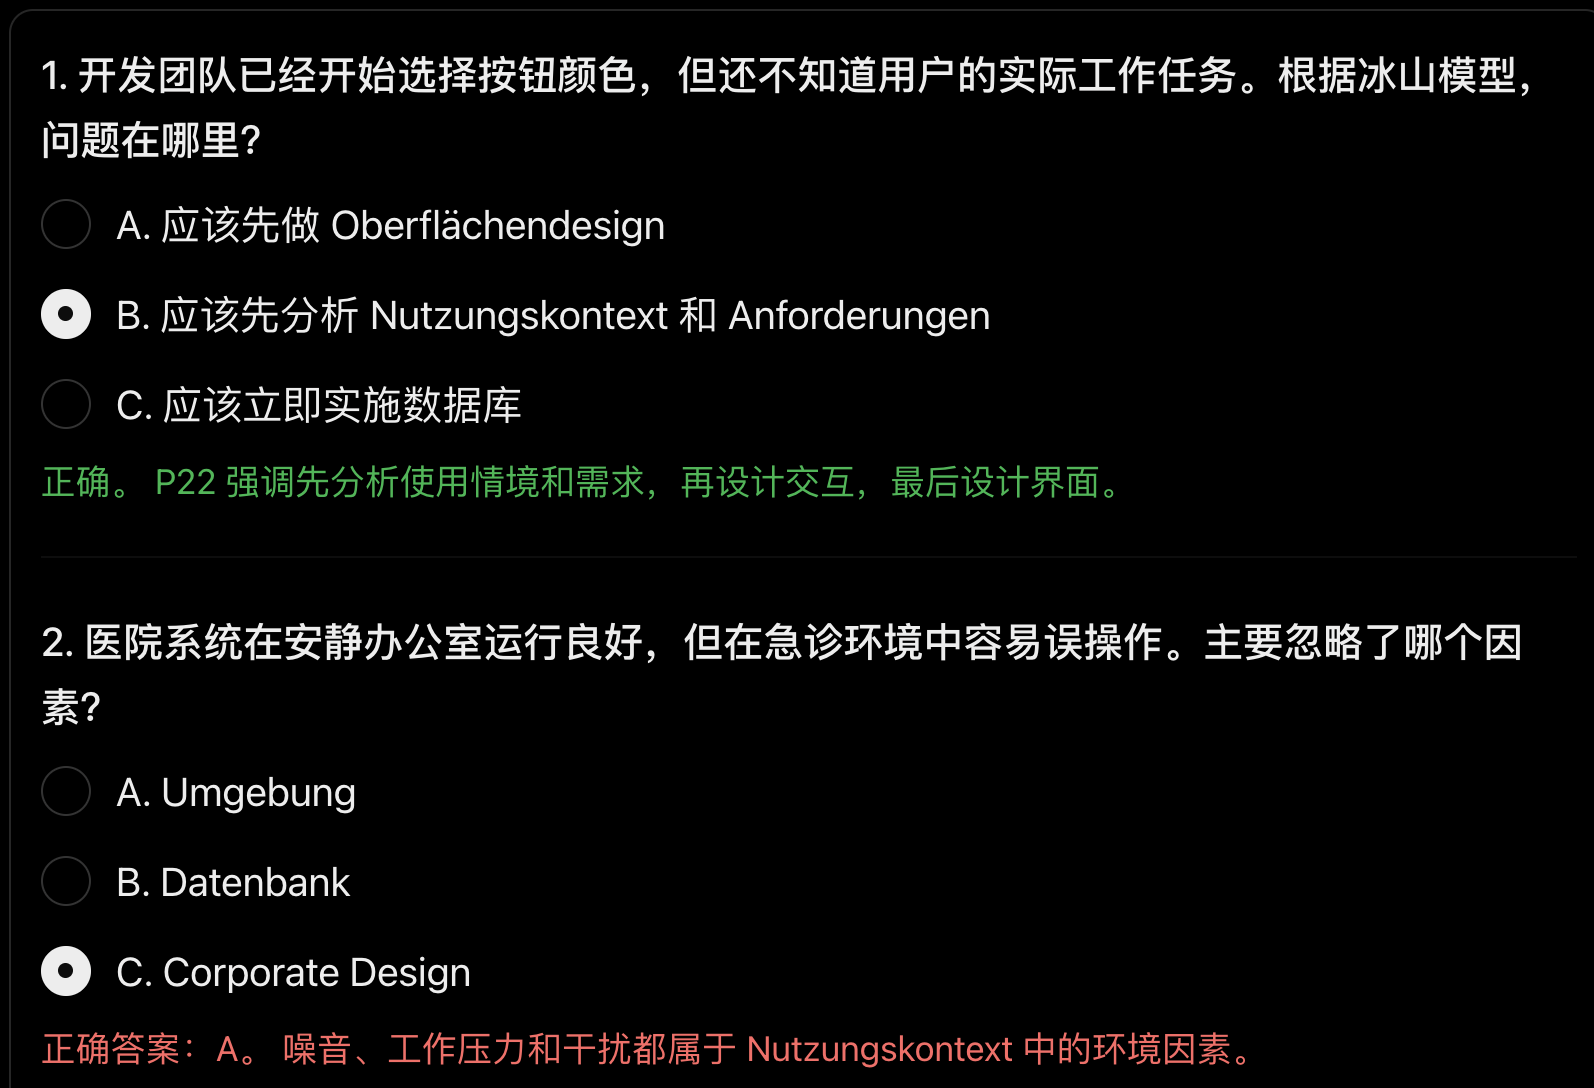 1. 开发团队已经开始选择按钮颜色，但还不知道用户的实际工作任务。根据冰山模型，
问题在哪里?
A. 应该先做 Oberflächendesign
B. 应该先分析 Nutzungskontext 和 Anforderungen
C. 应该立即实施数据库
正确。 P22 强调先分析使用情境和需求，再设计交互，最后设计界面。
2. 医院系统在安静办公室运行良好，但在急诊环境中容易误操作。主要忽略了哪个因
素?
A. Umgebung
B. Datenbank
C. Corporate Design
正确答案：A。 噪音、工作压力和干扰都属于 Nutzungskontext 中的环境因素。